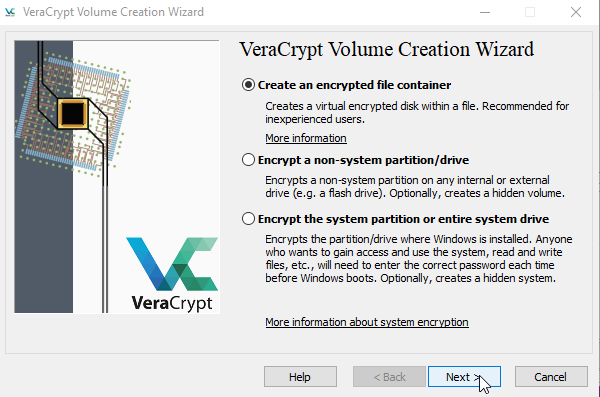 VeraCrypt Volume Creation Wizard
VeraCrypt Volume Creation Wizard
Create an encrypted file container
Creates a virtual encrypted disk within a file. Recommended for
inexperienced users.
More information
Encrypt a non-system partition/drive
Encrypts a non-system partition on any internal or external
drive (e.g. a flash drive). Optionally, creates a hidden volume.
Encrypt the system partition or entire system drive
Encrypts the partition/drive where Windows is installed. Anyone
who wants to gain access and use the system, read and write
files, etc., will need to enter the correct password each time
before Windows boots. Optionally, creates a hidden system.
More information about system encryption
VeraCrypt
Help
< Back
Next >
Cancel